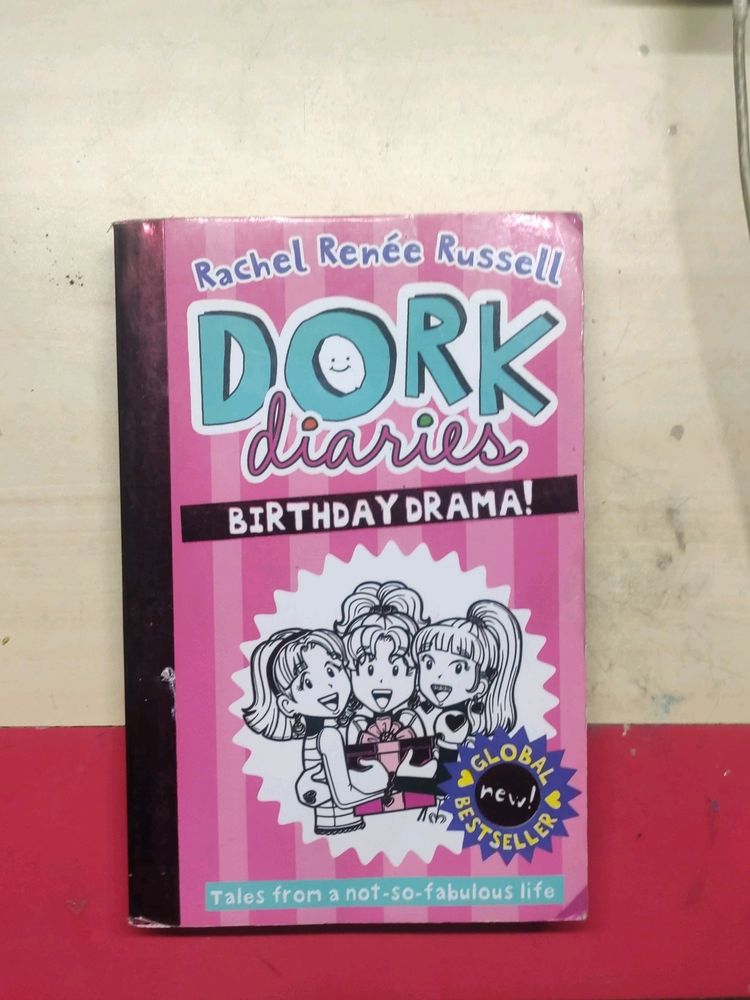 Rachel Renée Russell
DORK
diaries
BIRTHDAY DRAMA!
GLOBAL
new!
BESTSELLER
Tales from a not-so-fabulous life